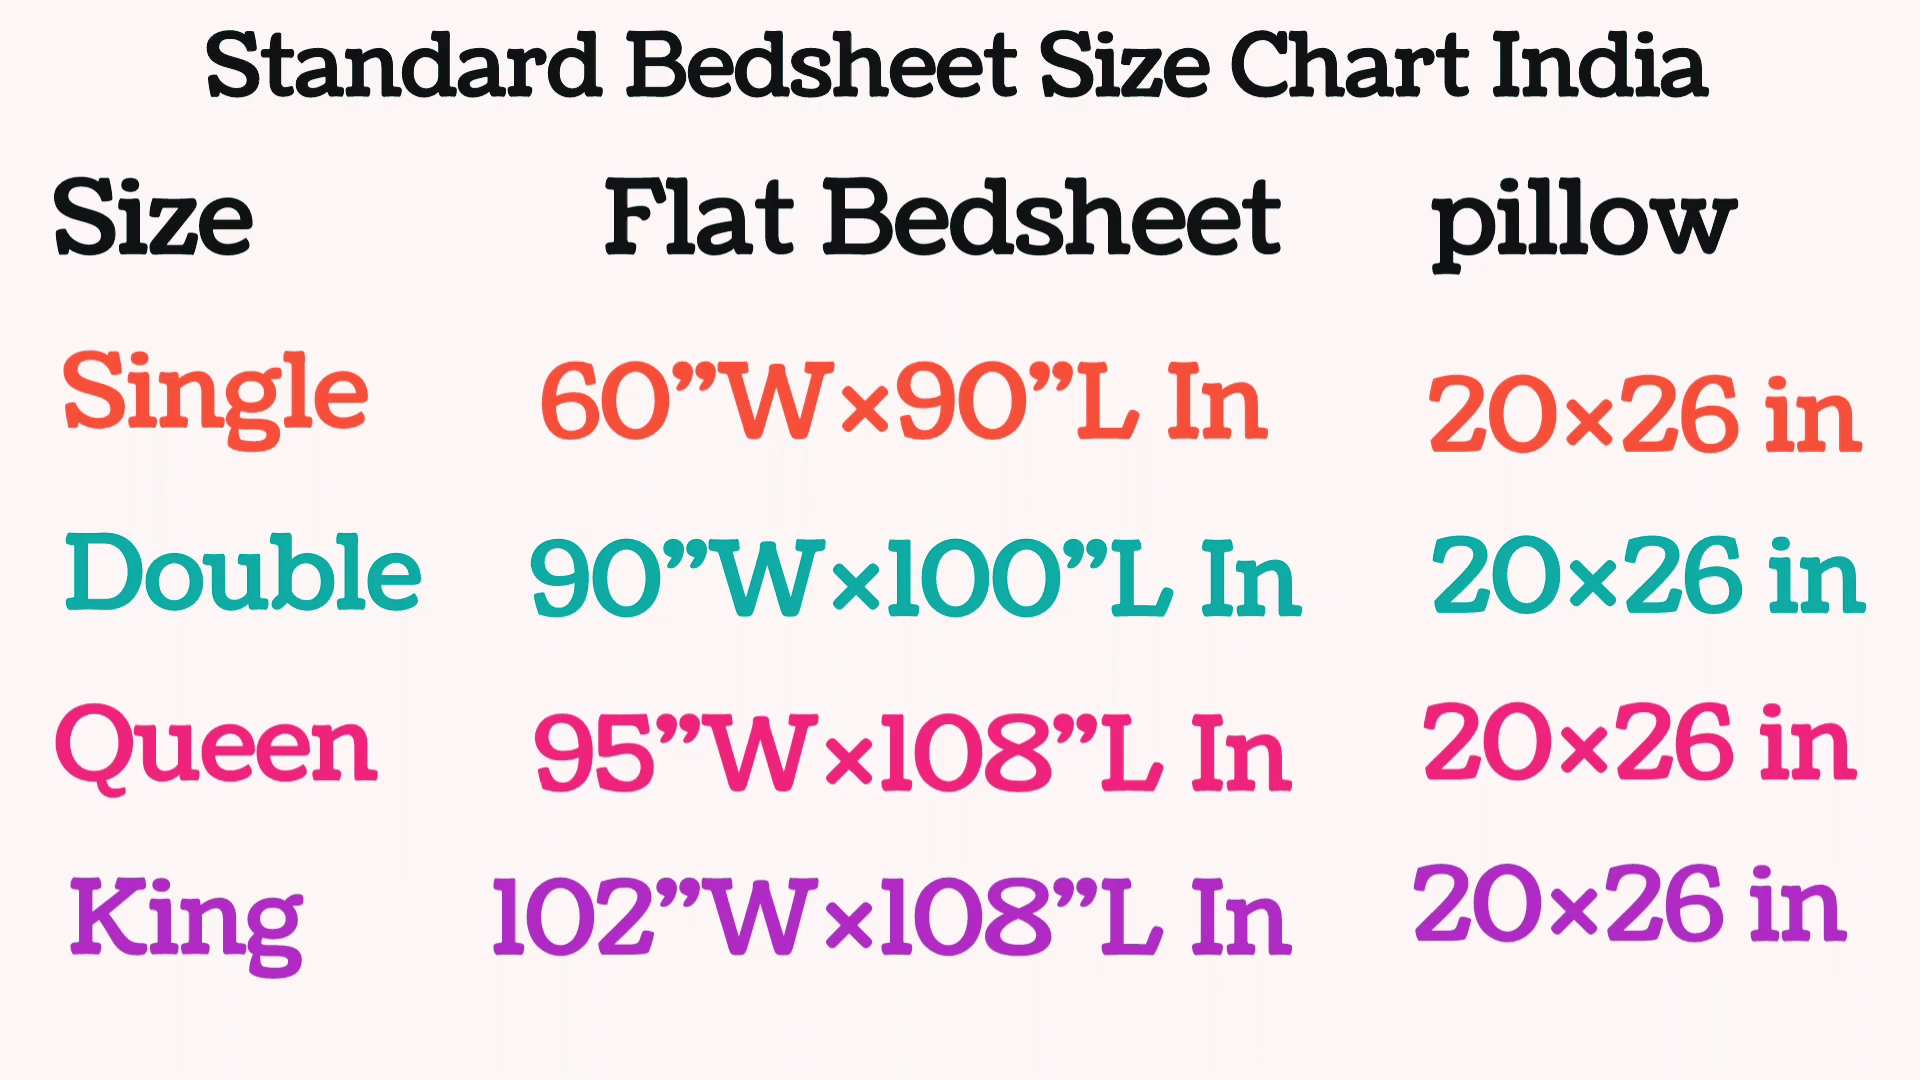 Standard Bedsheet Size Chart India
Size Flat Bedsheet pillow
Single 60”W×90”L In 20×26 in
Double 90”W×100”L In 20×26 in
Queen 95”W×108”L In 20×26 in
King 102”W×108”L In 20×26 in